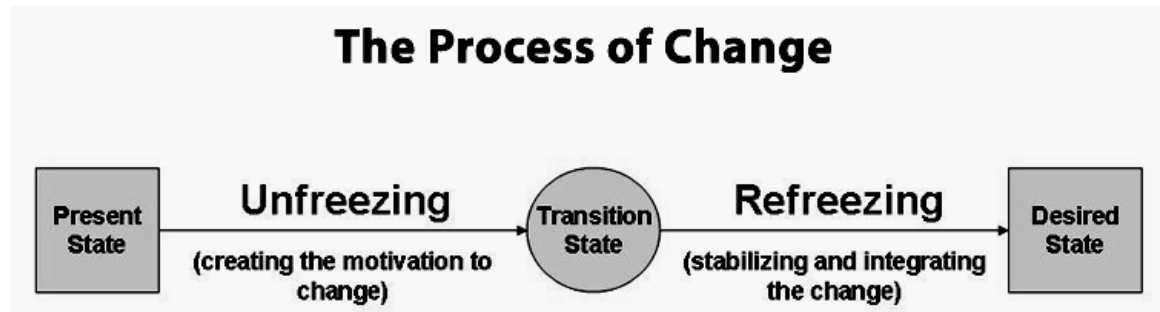 The Process of Change
Present
State
Unfreezing
(creating the motivation to
change)
Transition
State
Refreezing
(stabilizing and integrating
the change)
Desired
State